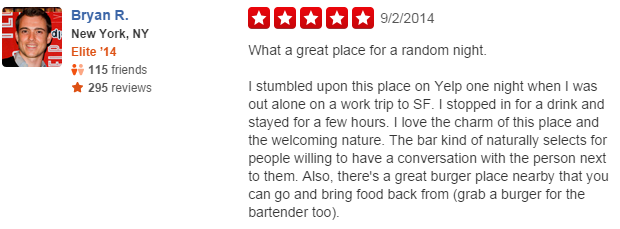 Bryan R.
New York, NY
Elite '14
115 friends
295 reviews
9/2/2014
What a great place for a random night.
I stumbled upon this place on Yelp one night when I was
out alone on a work trip to SF. I stopped in for a drink and
stayed for a few hours. I love the charm of this place and
the welcoming nature. The bar kind of naturally selects for
people willing to have a conversation with the person next
to them. Also, there's a great burger place nearby that you
can go and bring food back from (grab a burger for the
bartender too).